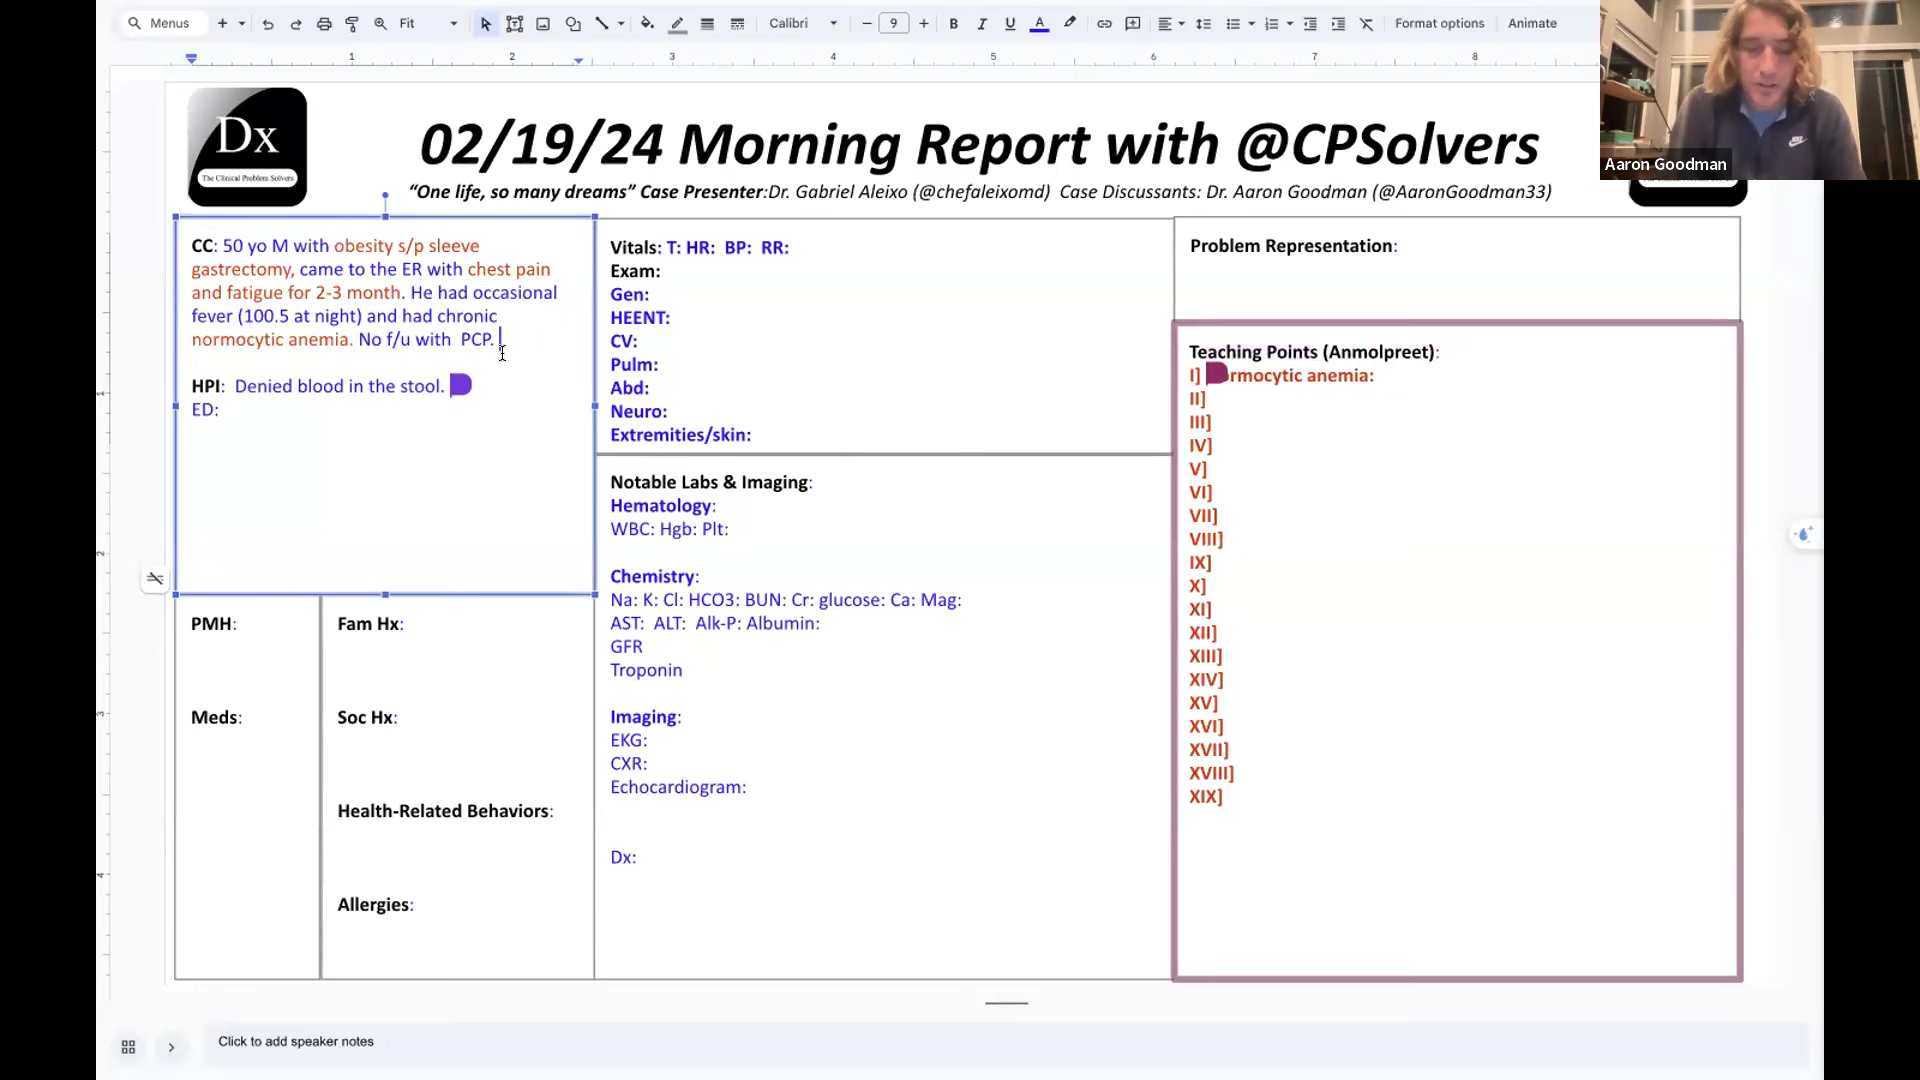 Menus
Fit
Calibri
9
Format options
Animate
1
2
3
4
5
6
7
8
Aaron Goodman
Dx
The Clinical Problem Solvers
02/19/24 Morning Report with @CPSolvers
“One life, so many dreams” Case Presenter:Dr. Gabriel Aleixo (@chefaleixomd) Case Discussants: Dr. Aaron Goodman (@AaronGoodman33)
CC: 50 yo M with obesity s/p sleeve
gastrectomy, came to the ER with chest pain
and fatigue for 2-3 month. He had occasional
fever (100.5 at night) and had chronic
normocytic anemia. No f/u with PCP.
HPI: Denied blood in the stool.
ED:
PMH:
Meds:
Fam Hx:
Soc Hx:
Health-Related Behaviors:
Allergies:
Vitals: T: HR: BP: RR:
Exam:
Gen:
HEENT:
CV:
Pulm:
Abd:
Neuro:
Extremities/skin:
Notable Labs & Imaging:
Hematology:
WBC: Hgb: Plt:
Chemistry:
Na: K: Cl: HCO3: BUN: Cr: glucose: Ca: Mag:
AST: ALT: Alk-P: Albumin:
GFR
Troponin
Imaging:
EKG:
CXR:
Echocardiogram:
Dx:
Problem Representation:
Teaching Points (Anmolpreet):
I] rmocytic anemia:
II]
III]
IV]
V]
VI]
VII]
VIII]
IX]
X]
XI]
XII]
XIII]
XIV]
XV]
XVI]
XVII]
XVIII]
XIX]
1
2
3
4
Click to add speaker notes